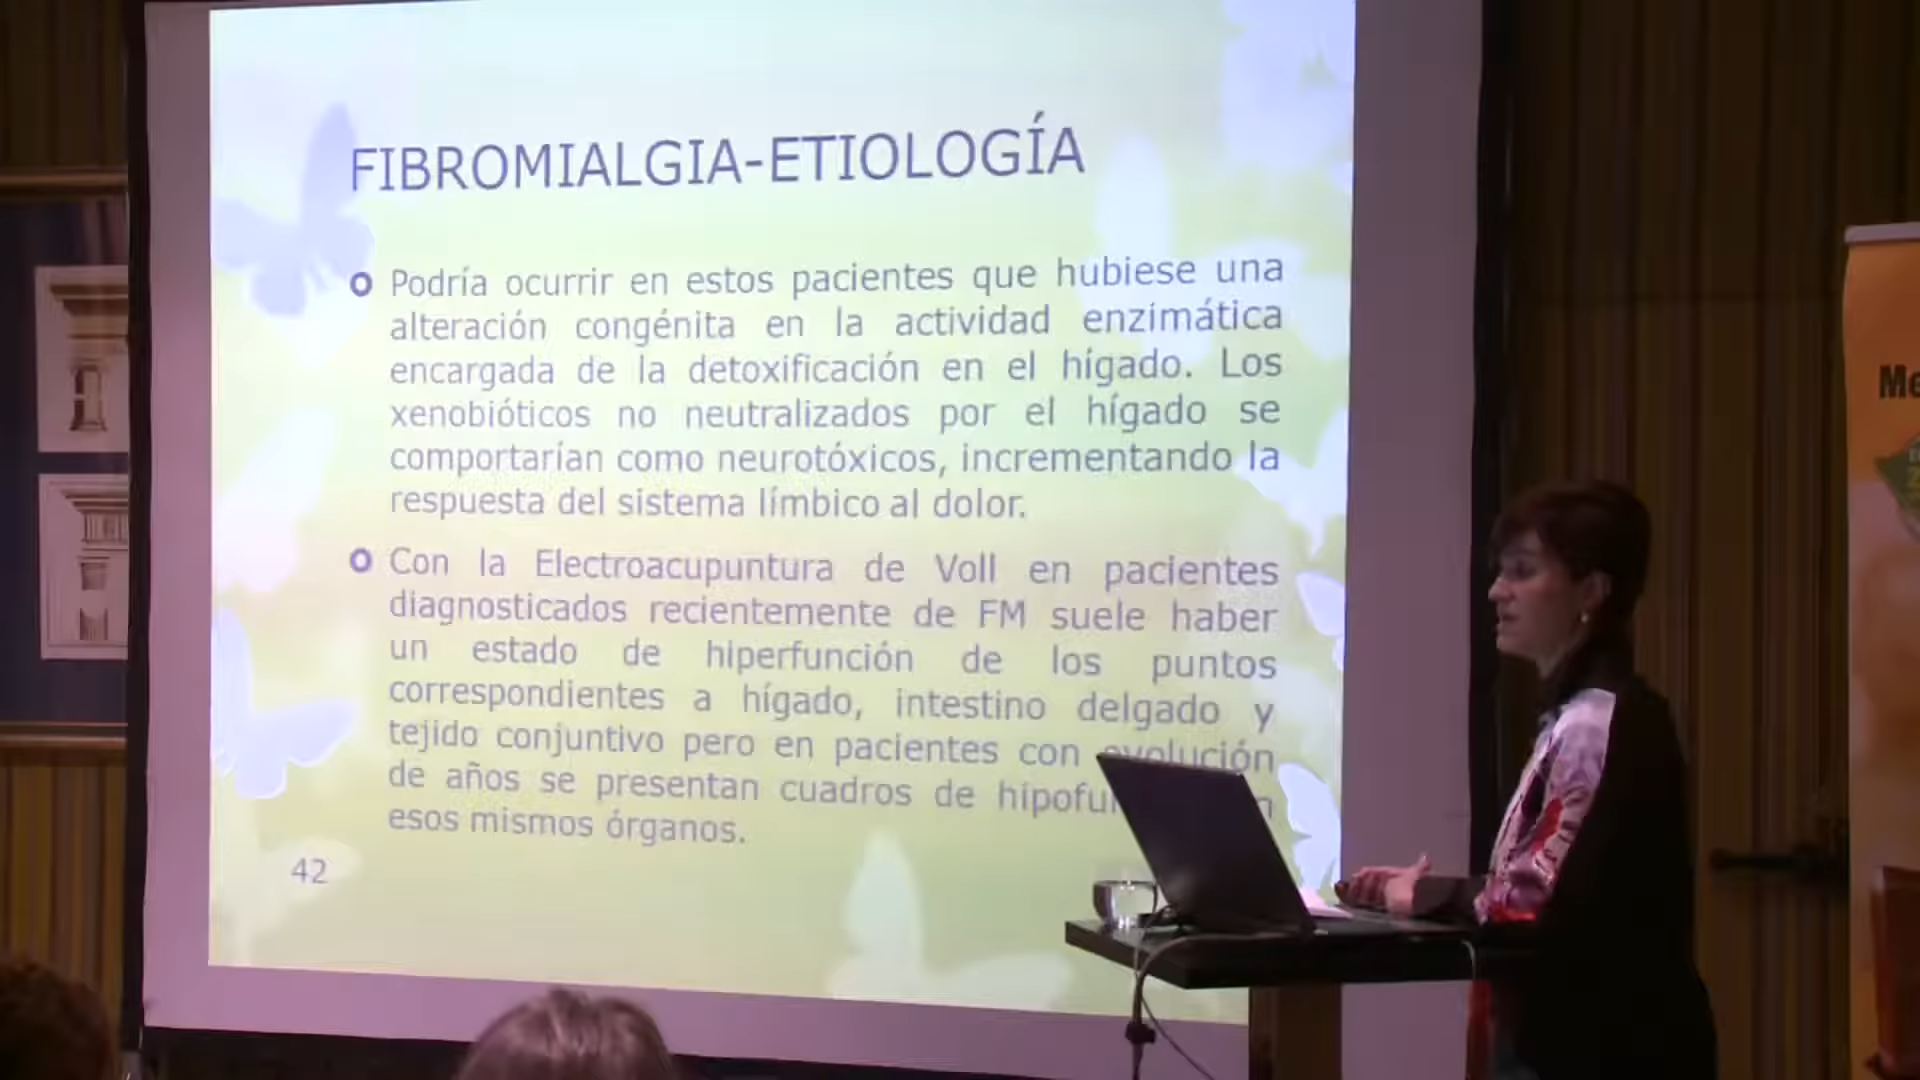 FIBROMIALGIA-ETIOLOGÍA
Podría ocurrir en estos pacientes que hubiese una
alteración congénita en la actividad enzimática
encargada de la detoxificación en el hígado. Los
xenobióticos no neutralizados por el hígado se
comportarían como neurotóxicos, incrementando la
respuesta del sistema límbico al dolor.
Con la Electroacupuntura de Voll en pacientes
diagnosticados recientemente de FM suele haber
un estado de hiperfunción de los puntos
correspondientes a hígado, intestino delgado y
tejido conjuntivo pero en pacientes con evolución
de años se presentan cuadros de hipofu n
esos mismos órganos.
42
Me